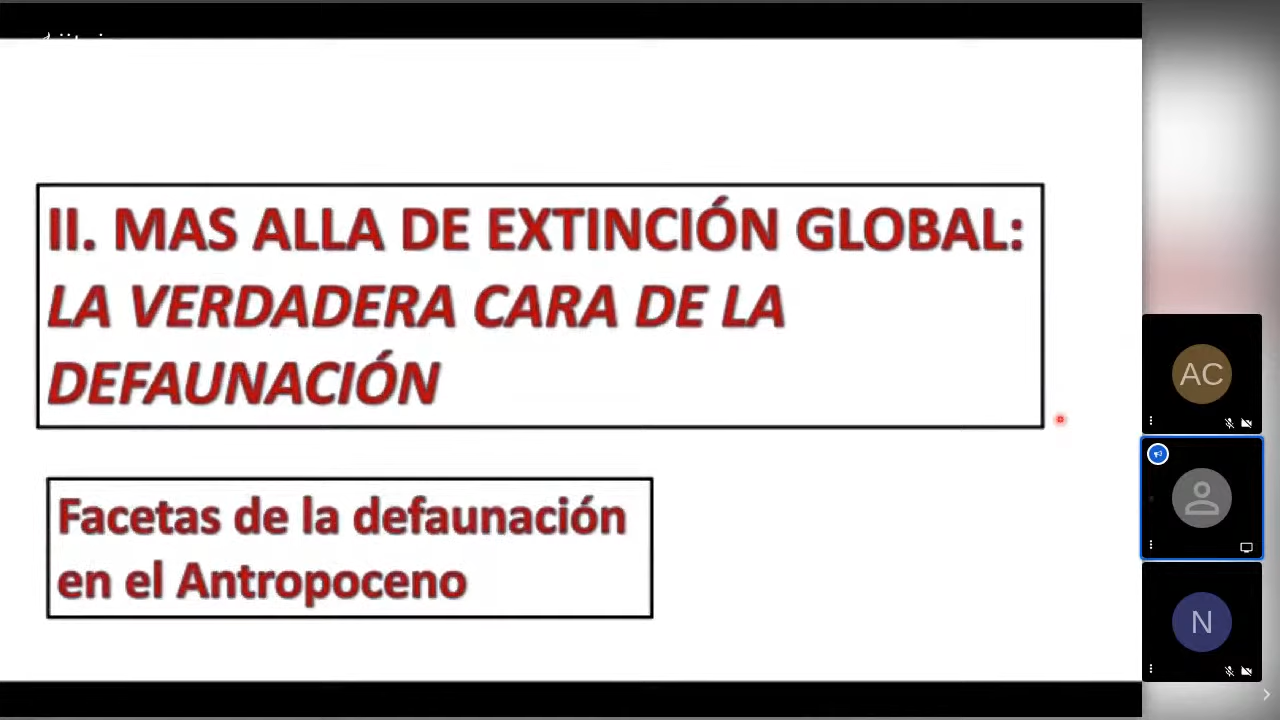 II. MAS ALLA DE EXTINCIÓN GLOBAL:
LA VERDADERA CARA DE LA
DEFAUNACIÓN
Facetas de la defaunación
en el Antropoceno
AC
N